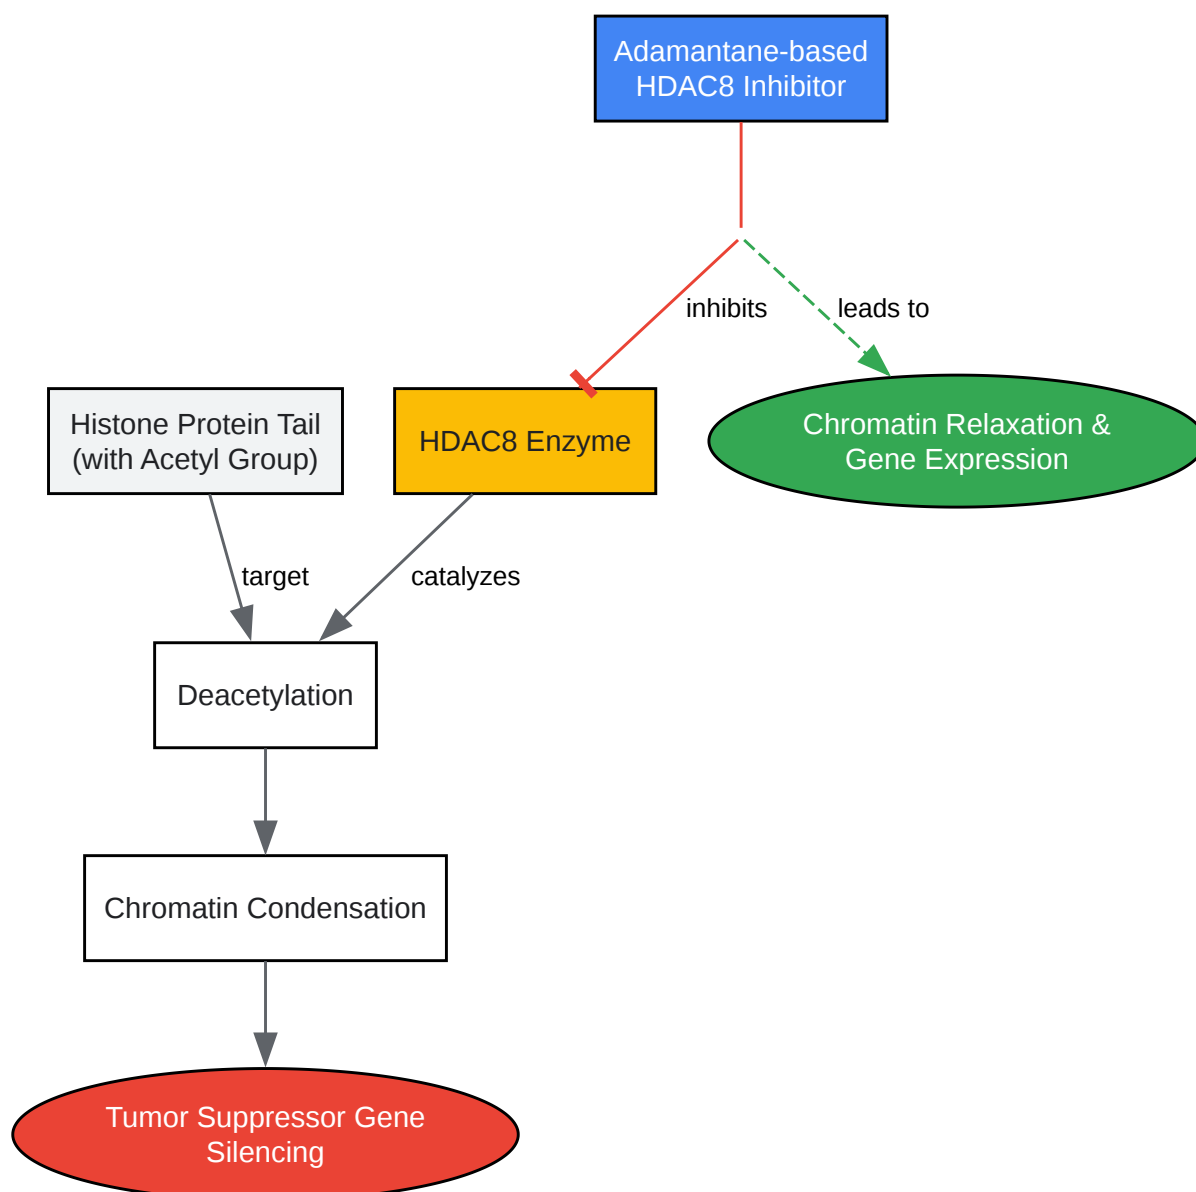 Adamantane-based
HDAC8 Inhibitor
inhibits
leads to
Histone Protein Tail
(with Acetyl Group)
HDAC8 Enzyme
Chromatin Relaxation &
Gene Expression
target
catalyzes
Deacetylation
Chromatin Condensation
Tumor Suppressor Gene
Silencing